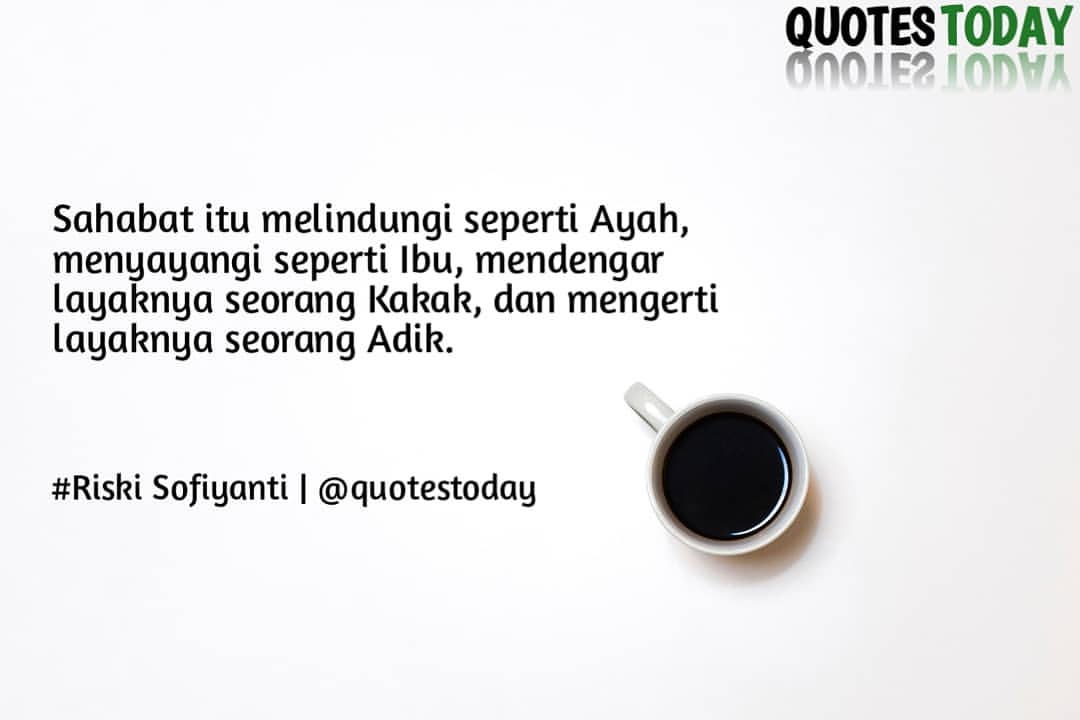 QUOTES TODAY
Sahabat itu melindungi seperti Ayah,
menyayangi seperti Ibu, mendengar
layaknya seorang Kakak, dan mengerti
layaknya seorang Adik.
#Riski Sofiyanti | @quotestoday